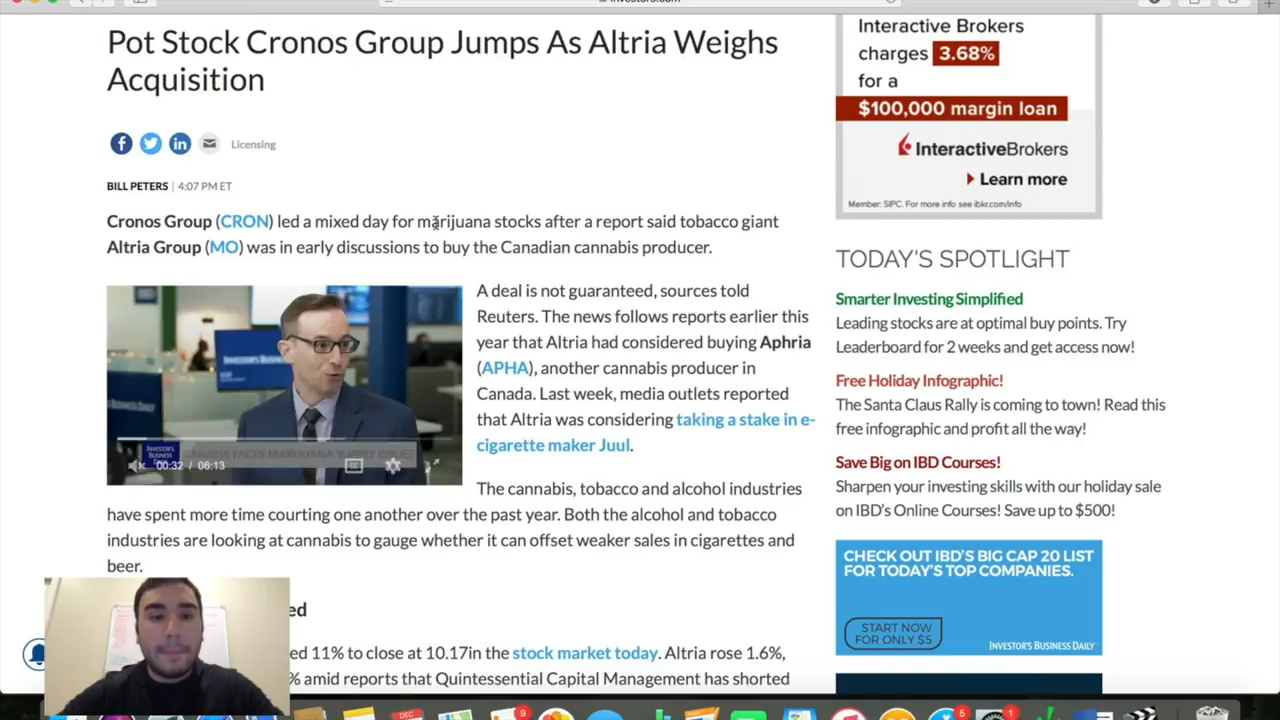 Pot Stock Cronos Group Jumps As Altria Weighs
Acquisition
Licensing
BILL PETERS | 4:07 PM ET
Cronos Group (CRON) led a mixed day for marijuana stocks after a report said tobacco giant
Altria Group (MO) was in early discussions to buy the Canadian cannabis producer.
A deal is not guaranteed, sources told
Reuters. The news follows reports earlier this
year that Altria had considered buying Aphria
(APHA), another cannabis producer in
Canada. Last week, media outlets reported
that Altria was considering taking a stake in e-
cigarette maker Juul.
00:32 / 06:13
The cannabis, tobacco and alcohol industries
have spent more time courting one another over the past year. Both the alcohol and tobacco
industries are looking at cannabis to gauge whether it can offset weaker sales in cigarettes and
beer.
ed
ed 11% to close at 10.17in the stock market today. Altria rose 1.6%,
% amid reports that Quintessential Capital Management has shorted
Interactive Brokers
charges 3.68%
for a
$100,000 margin loan
InteractiveBrokers
Learn more
Member: SIPC. For more info see ibkr.com/info
TODAY'S SPOTLIGHT
Smarter Investing Simplified
Leading stocks are at optimal buy points. Try
Leaderboard for 2 weeks and get access now!
Free Holiday Infographic!
The Santa Claus Rally is coming to town! Read this
free infographic and profit all the way!
Save Big on IBD Courses!
Sharpen your investing skills with our holiday sale
on IBD's Online Courses! Save up to $500!
CHECK OUT IBD'S BIG CAP 20 LIST
FOR TODAY'S TOP COMPANIES.
START NOW
FOR ONLY $5
INVESTOR'S BUSINESS DAILY
DEC
9
5
1